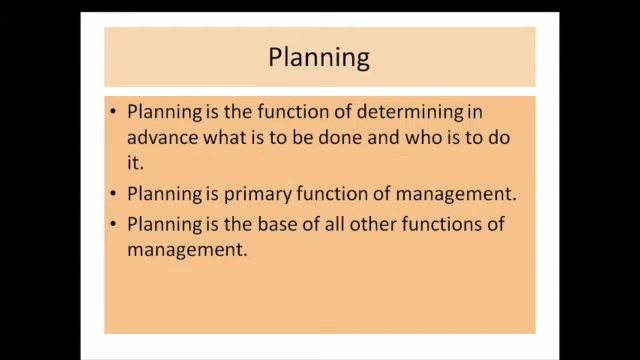 Planning
• Planning is the function of determining in
advance what is to be done and who is to do
it.
• Planning is primary function of management.
• Planning is the base of all other functions of
management.